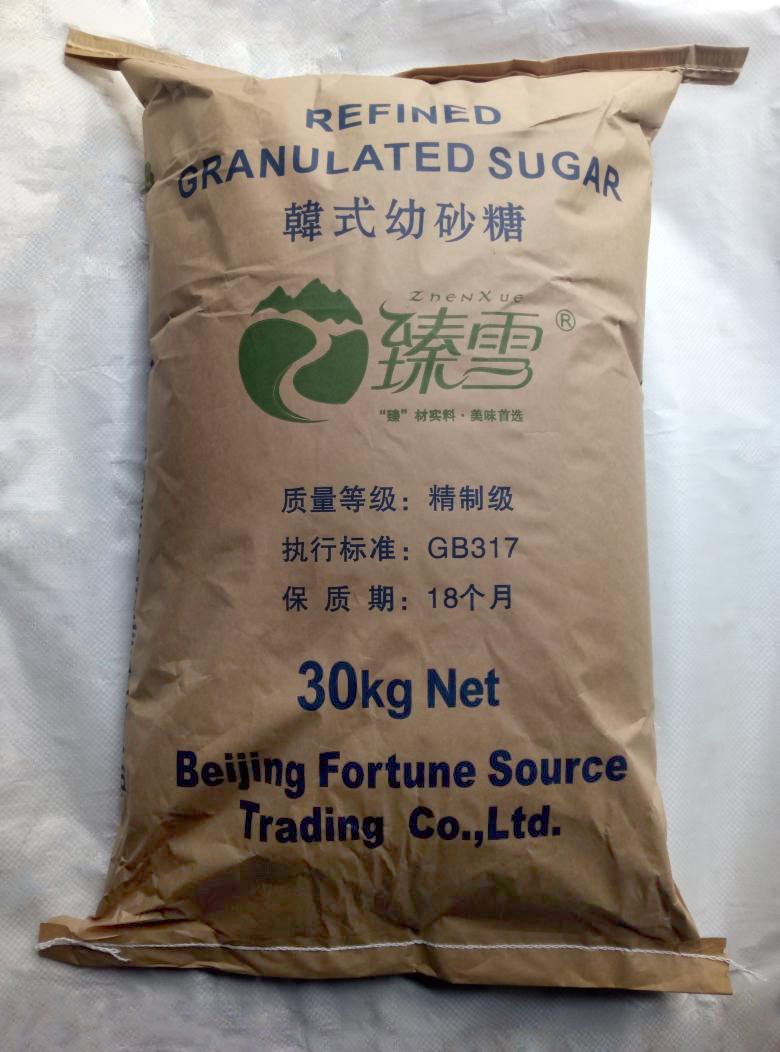 REFINED
GRANULATED SUGAR
韓式幼砂糖
ZhenXue
臻雪®
“臻”材实料·美味首选
质量等级：精制级
执行标准：GB317
保 质 期：18个月
30kg Net
Beijing Fortune Source
Trading Co.,Ltd.